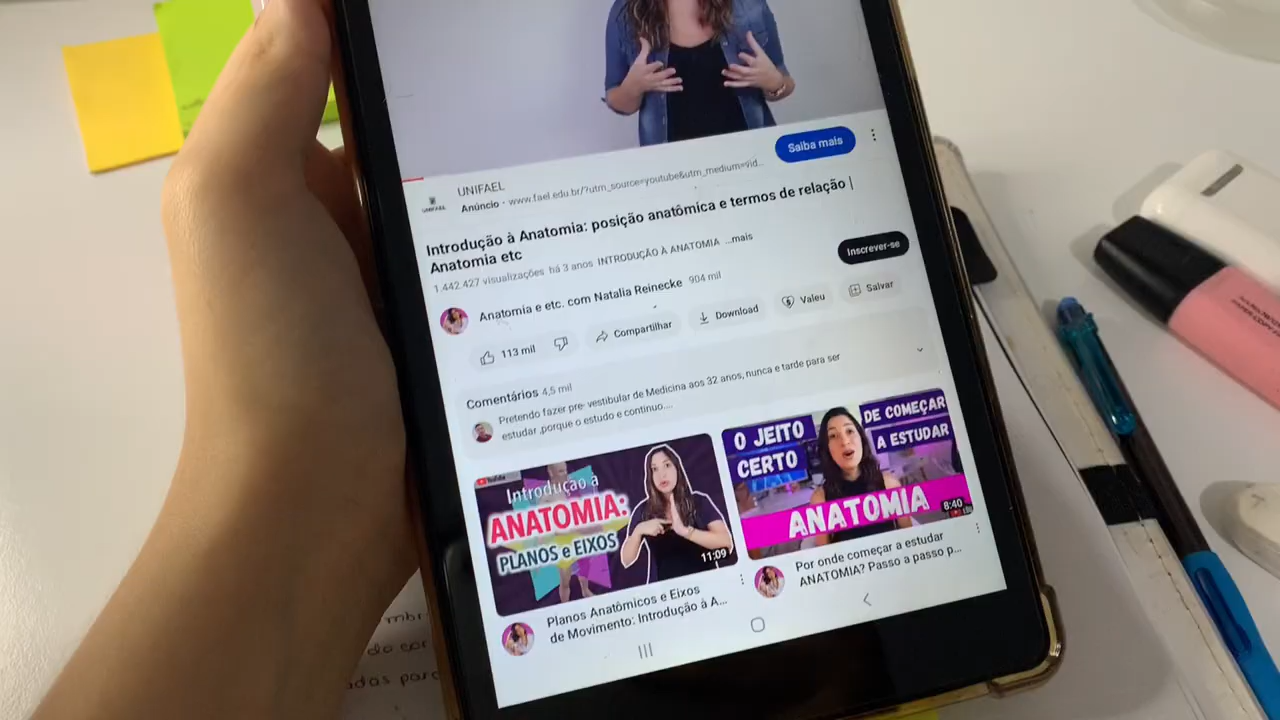 Saiba mais
UNIFAEL
Anúncio · www.fael.edu.br/?utm_source=youtube&utm_medium=vid...
UNIFAEL
Introdução à Anatomia: posição anatômica e termos de relação |
Anatomia etc
1.442.427 visualizações há 3 anos INTRODUÇÃO À ANATOMIA ...mais
Anatomia e etc. com Natalia Reinecke 904 mil
Inscrever-se
113 mil
Compartilhar
Download
Valeu
Salvar
Comentários 4,5 mil
Pretendo fazer pre- vestibular de Medicina aos 32 anos, nunca e tarde para ser
estudar ,porque o estudo e continuo....
YouTube
Introdução à
ANATOMIA:
PLANOS e EIXOS
11:09
Planos Anatômicos e Eixos
de Movimento: Introdução à A...
O JEITO
CERTO
DE COMEÇAR
A ESTUDAR
ANATOMIA
8:40
Por onde começar a estudar
ANATOMIA? Passo a passo p...